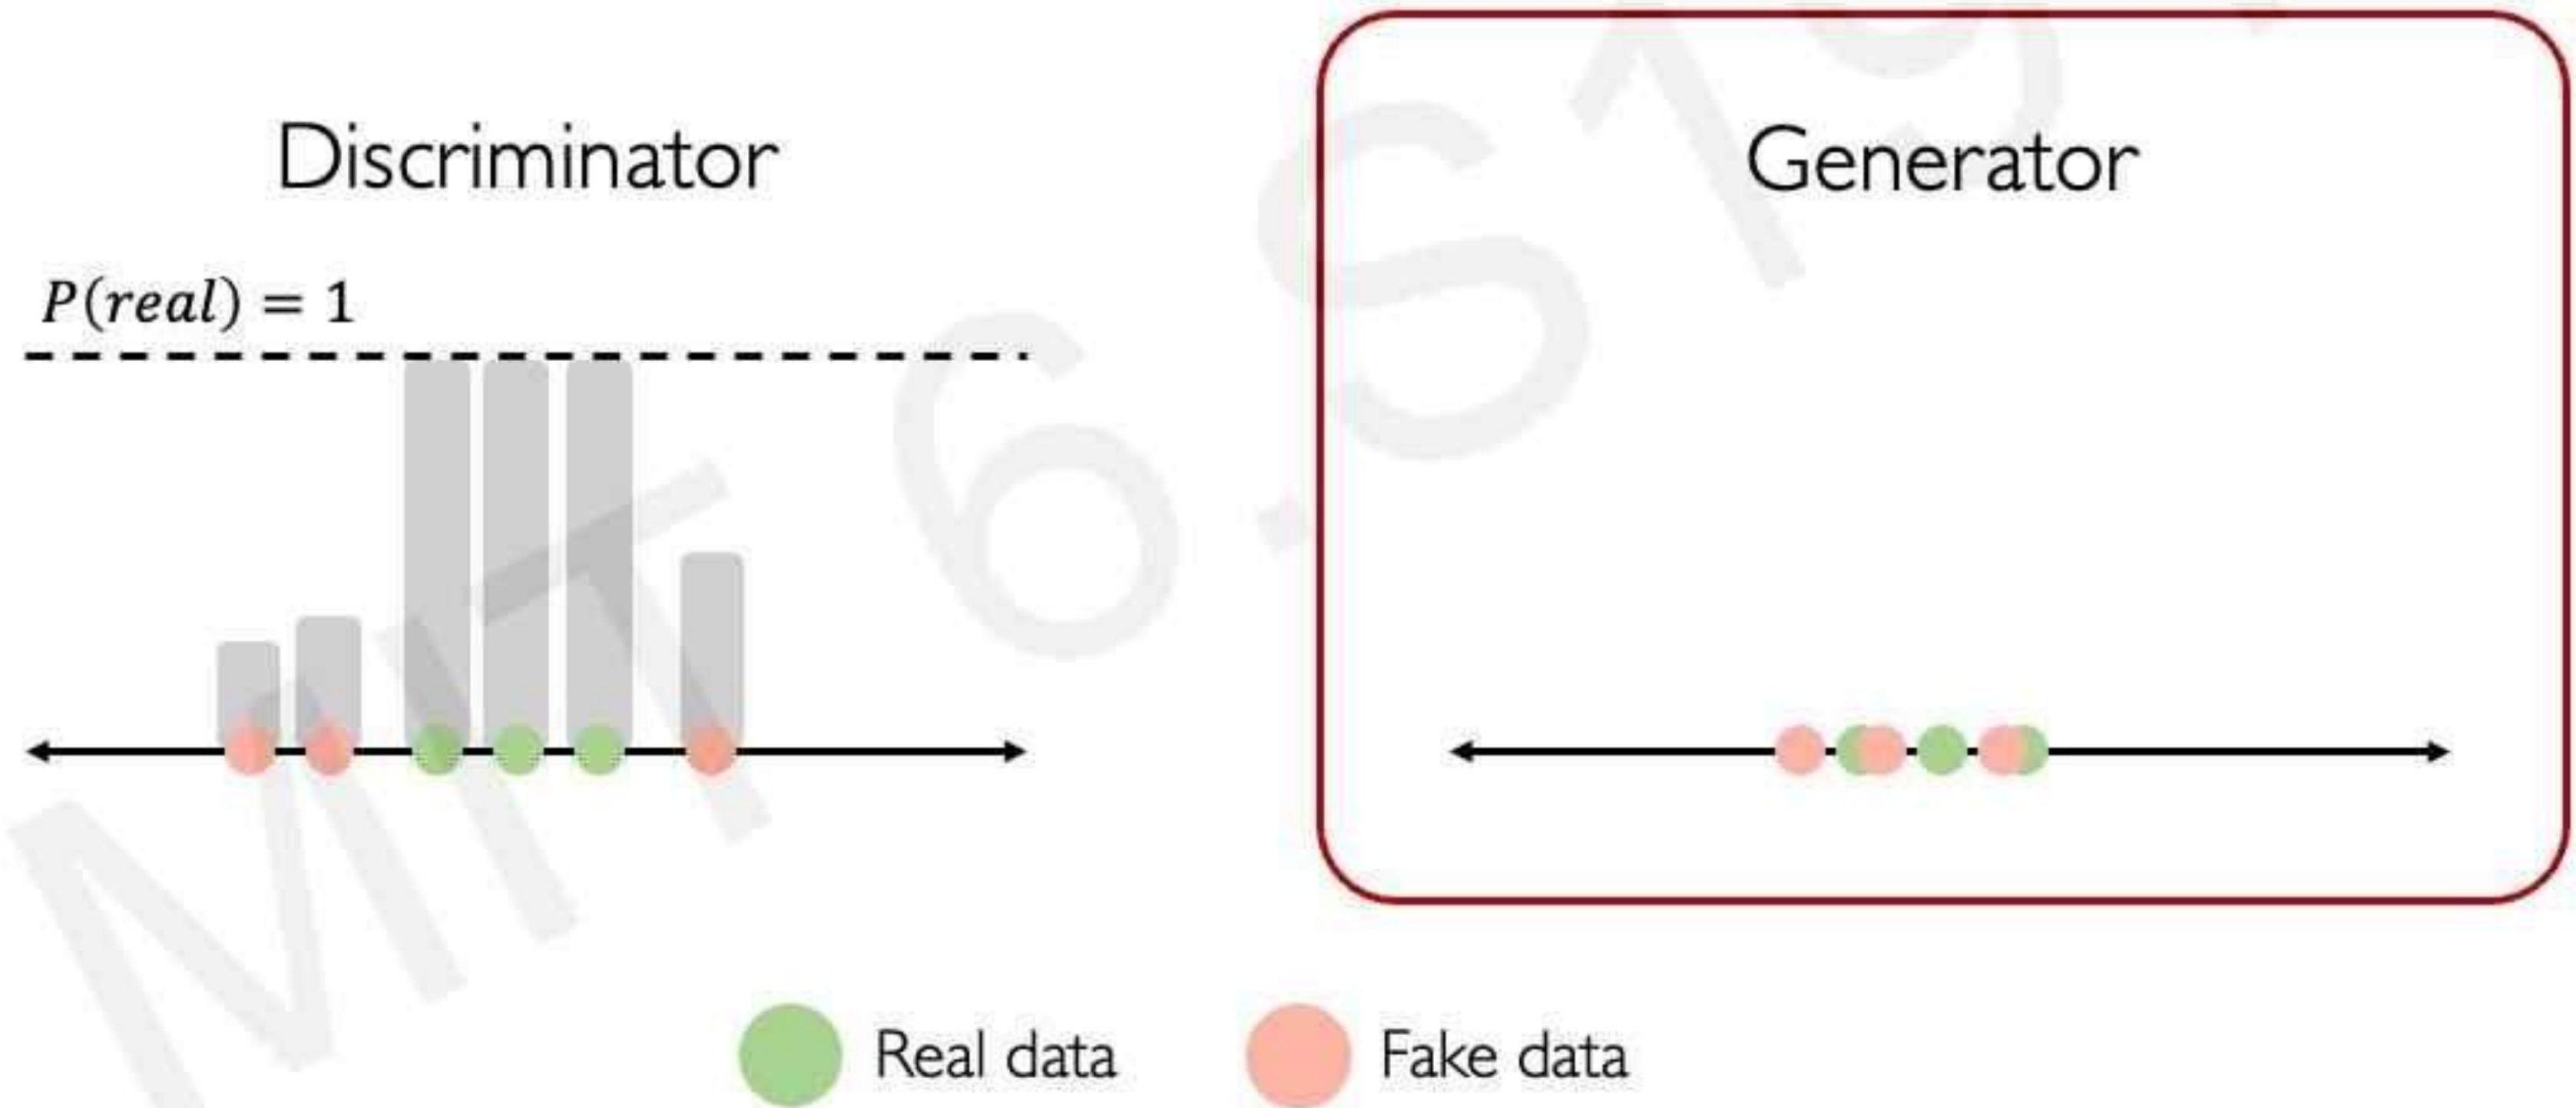 Discriminator
Generator
P(real) = 1
Real data
Fake data
MIT 6.S19